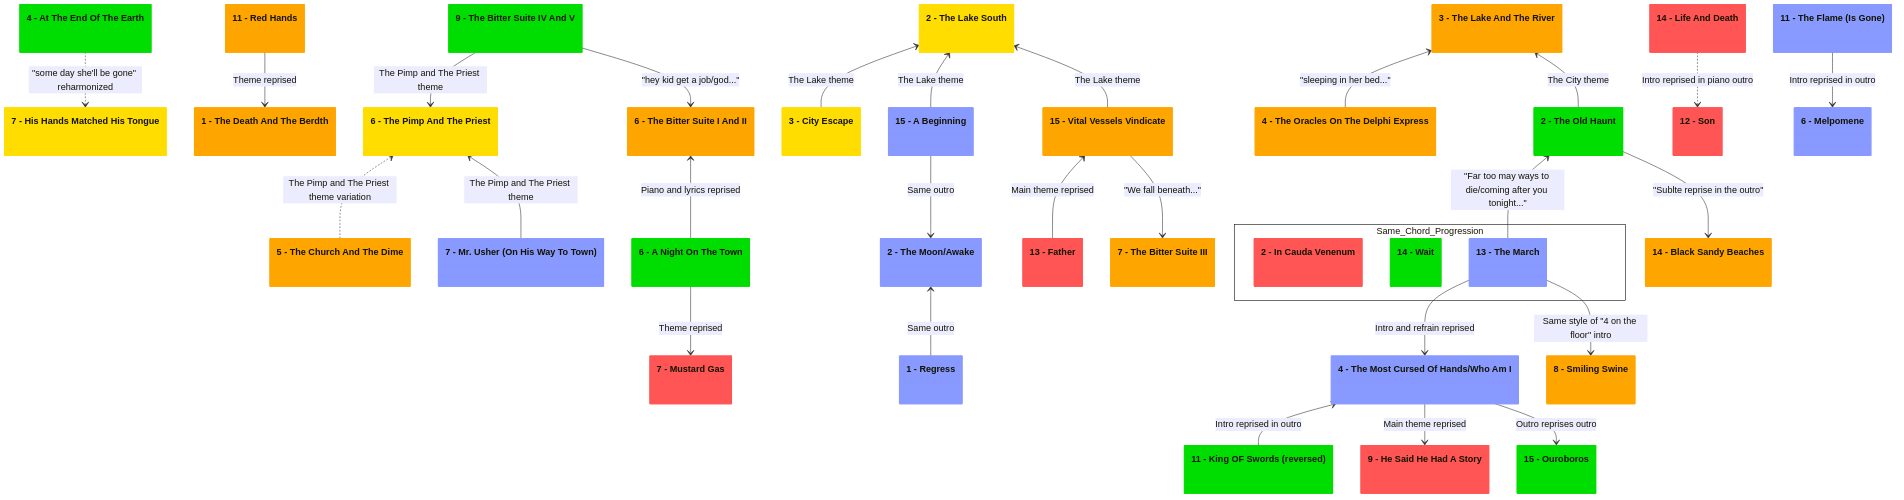 4 - At The End Of The Earth
11 - Red Hands
9 - The Bitter Suite IV And V
2 - The Lake South
3 - The Lake And The River
14 - Life And Death
11 - The Flame (Is Gone)
"some day she'll be gone"
reharmonized
Theme reprised
The Pimp and The Priest
theme
"hey kid get a job/god..."
The Lake theme
The Lake theme
The Lake theme
"sleeping in her bed..."
The City theme
Intro reprised in piano outro
Intro reprised in outro
7 - His Hands Matched His Tongue
1 - The Death And The Berdth
6 - The Pimp And The Priest
6 - The Bitter Suite I And II
3 - City Escape
15 - A Beginning
15 - Vital Vessels Vindicate
4 - The Oracles On The Delphi Express
2 - The Old Haunt
12 - Son
6 - Melpomene
The Pimp and The Priest
theme variation
The Pimp and The Priest
theme
Piano and lyrics reprised
Same outro
Main theme reprised
"We fall beneath..."
"Far too may ways to
die/coming after you
tonight..."
"Sublte reprise in the outro"
Same_Chord_Progression
5 - The Church And The Dime
7 - Mr. Usher (On His Way To Town)
6 - A Night On The Town
2 - The Moon/Awake
13 - Father
7 - The Bitter Suite III
2 - In Cauda Venenum
14 - Wait
13 - The March
14 - Black Sandy Beaches
Theme reprised
Same outro
Intro and refrain reprised
Same style of "4 on the
floor" intro
7 - Mustard Gas
1 - Regress
4 - The Most Cursed Of Hands/Who Am I
8 - Smiling Swine
Intro reprised in outro
Main theme reprised
Outro reprises outro
11 - King OF Swords (reversed)
9 - He Said He Had A Story
15 - Ouroboros